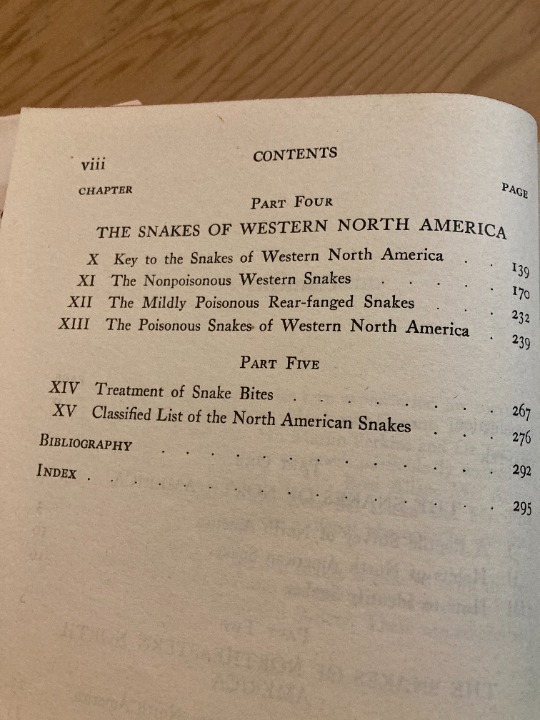 viii CONTENTS
CHAPTER PAGE
PART FOUR
THE SNAKES OF WESTERN NORTH AMERICA
X Key to the Snakes of Western North America . . 139
XI The Nonpoisonous Western Snakes . . . . . 170
XII The Mildly Poisonous Rear-fanged Snakes . . . 232
XIII The Poisonous Snakes of Western North America . 239
PART FIVE
XIV Treatment of Snake Bites . . . . . . . . 267
XV Classified List of the North American Snakes . . . 276
BIBLIOGRAPHY . . . . . . . . . . . 292
INDEX . . . . . . . . . . . . . 295